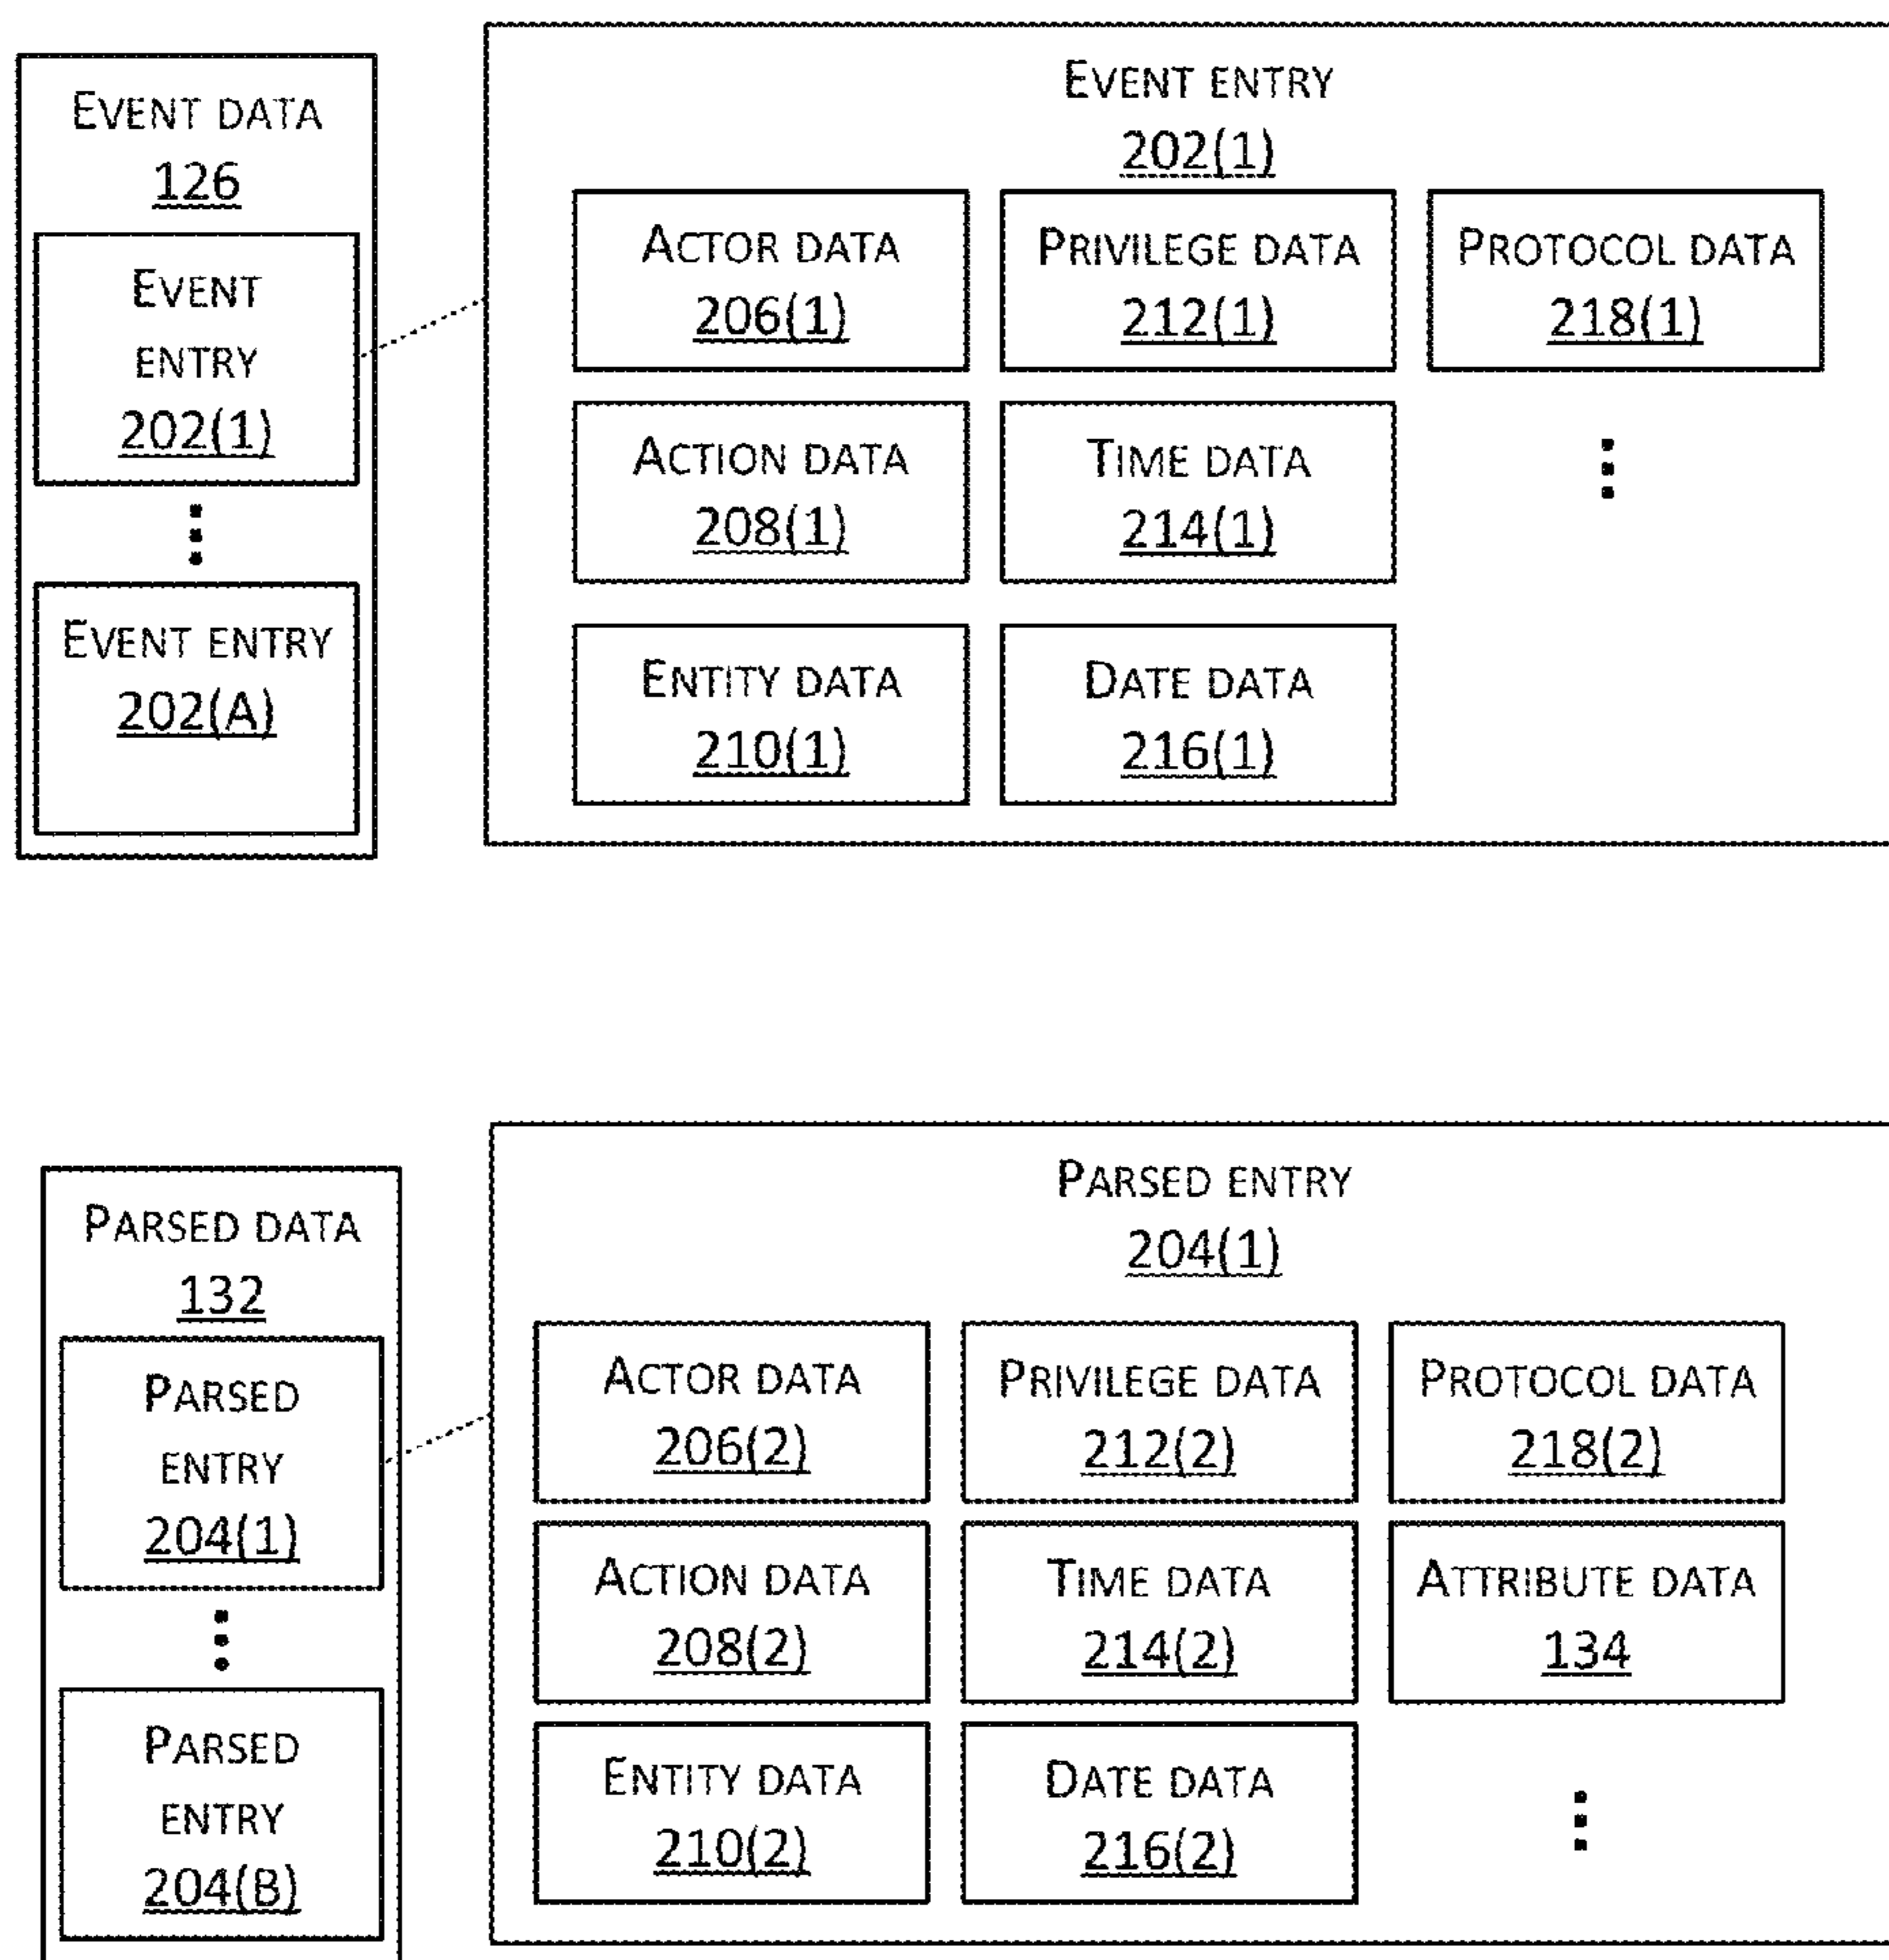 EVENT DATA
126
EVENT
ENTRY
202(1)
EVENT ENTRY
202(A)
EVENT ENTRY
202(1)
ACTOR DATA
206(1)
PRIVILEGE DATA
212(1)
PROTOCOL DATA
218(1)
ACTION DATA
208(1)
TIME DATA
214(1)
ENTITY DATA
210(1)
DATE DATA
216(1)
PARSED DATA
132
PARSED
ENTRY
204(1)
PARSED
ENTRY
204(B)
PARSED ENTRY
204(1)
ACTOR DATA
206(2)
PRIVILEGE DATA
212(2)
PROTOCOL DATA
218(2)
ACTION DATA
208(2)
TIME DATA
214(2)
ATTRIBUTE DATA
134
ENTITY DATA
210(2)
DATE DATA
216(2)